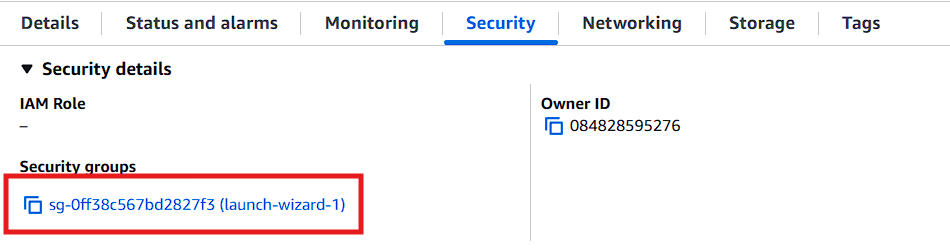 Details Status and alarms Monitoring Security Networking Storage Tags
Security details
IAM Role
–
Owner ID
084828595276
Security groups
sg-0ff38c567bd2827f3 (launch-wizard-1)